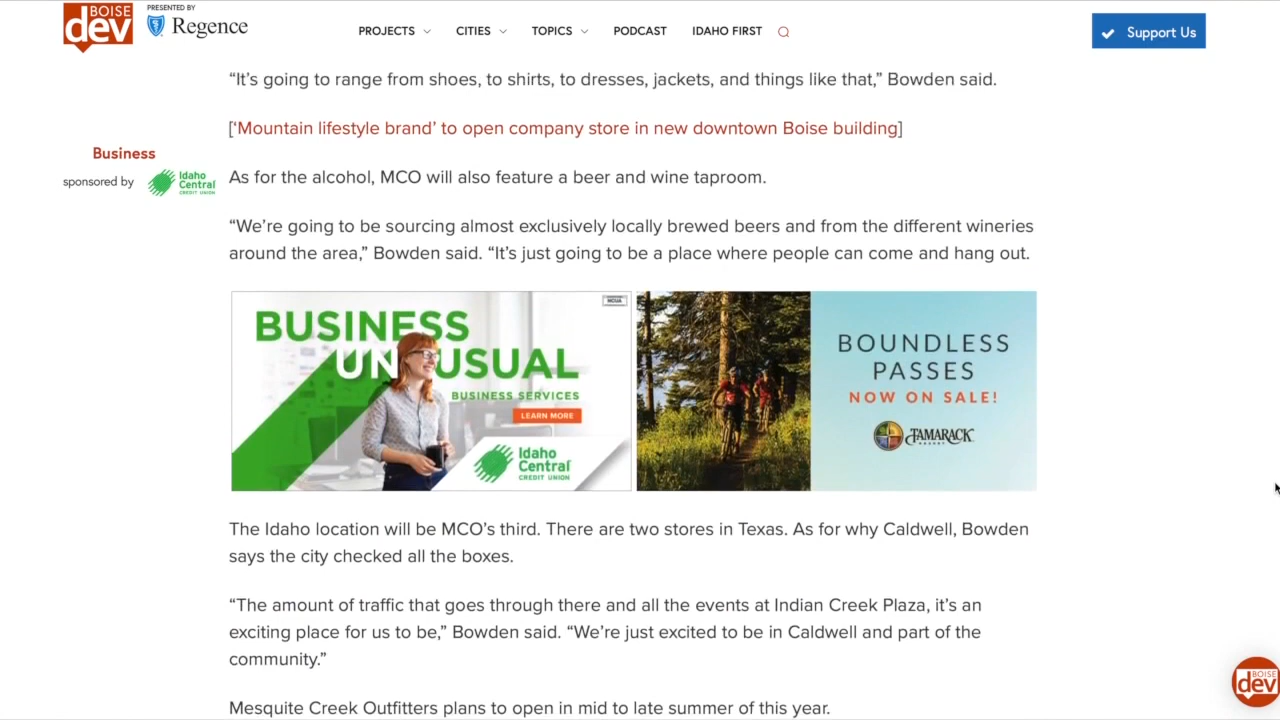 BOISE
dev
PRESENTED BY
Regence
PROJECTS
CITIES
TOPICS
PODCAST
IDAHO FIRST
Support Us
“It’s going to range from shoes, to shirts, to dresses, jackets, and things like that,” Bowden said.
[‘Mountain lifestyle brand’ to open company store in new downtown Boise building]
Business
sponsored by
Idaho
Central
CREDIT UNION
As for the alcohol, MCO will also feature a beer and wine taproom.
“We’re going to be sourcing almost exclusively locally brewed beers and from the different wineries
around the area,” Bowden said. “It’s just going to be a place where people can come and hang out.
NCUA
BUSINESS
UNUSUAL
BUSINESS SERVICES
LEARN MORE
Idaho
Central
CREDIT UNION
BOUNDLESS
PASSES
NOW ON SALE!
TAMARACK
RESORT
The Idaho location will be MCO’s third. There are two stores in Texas. As for why Caldwell, Bowden
says the city checked all the boxes.
“The amount of traffic that goes through there and all the events at Indian Creek Plaza, it’s an
exciting place for us to be,” Bowden said. “We’re just excited to be in Caldwell and part of the
community.”
Mesquite Creek Outfitters plans to open in mid to late summer of this year.
BOISE
dev